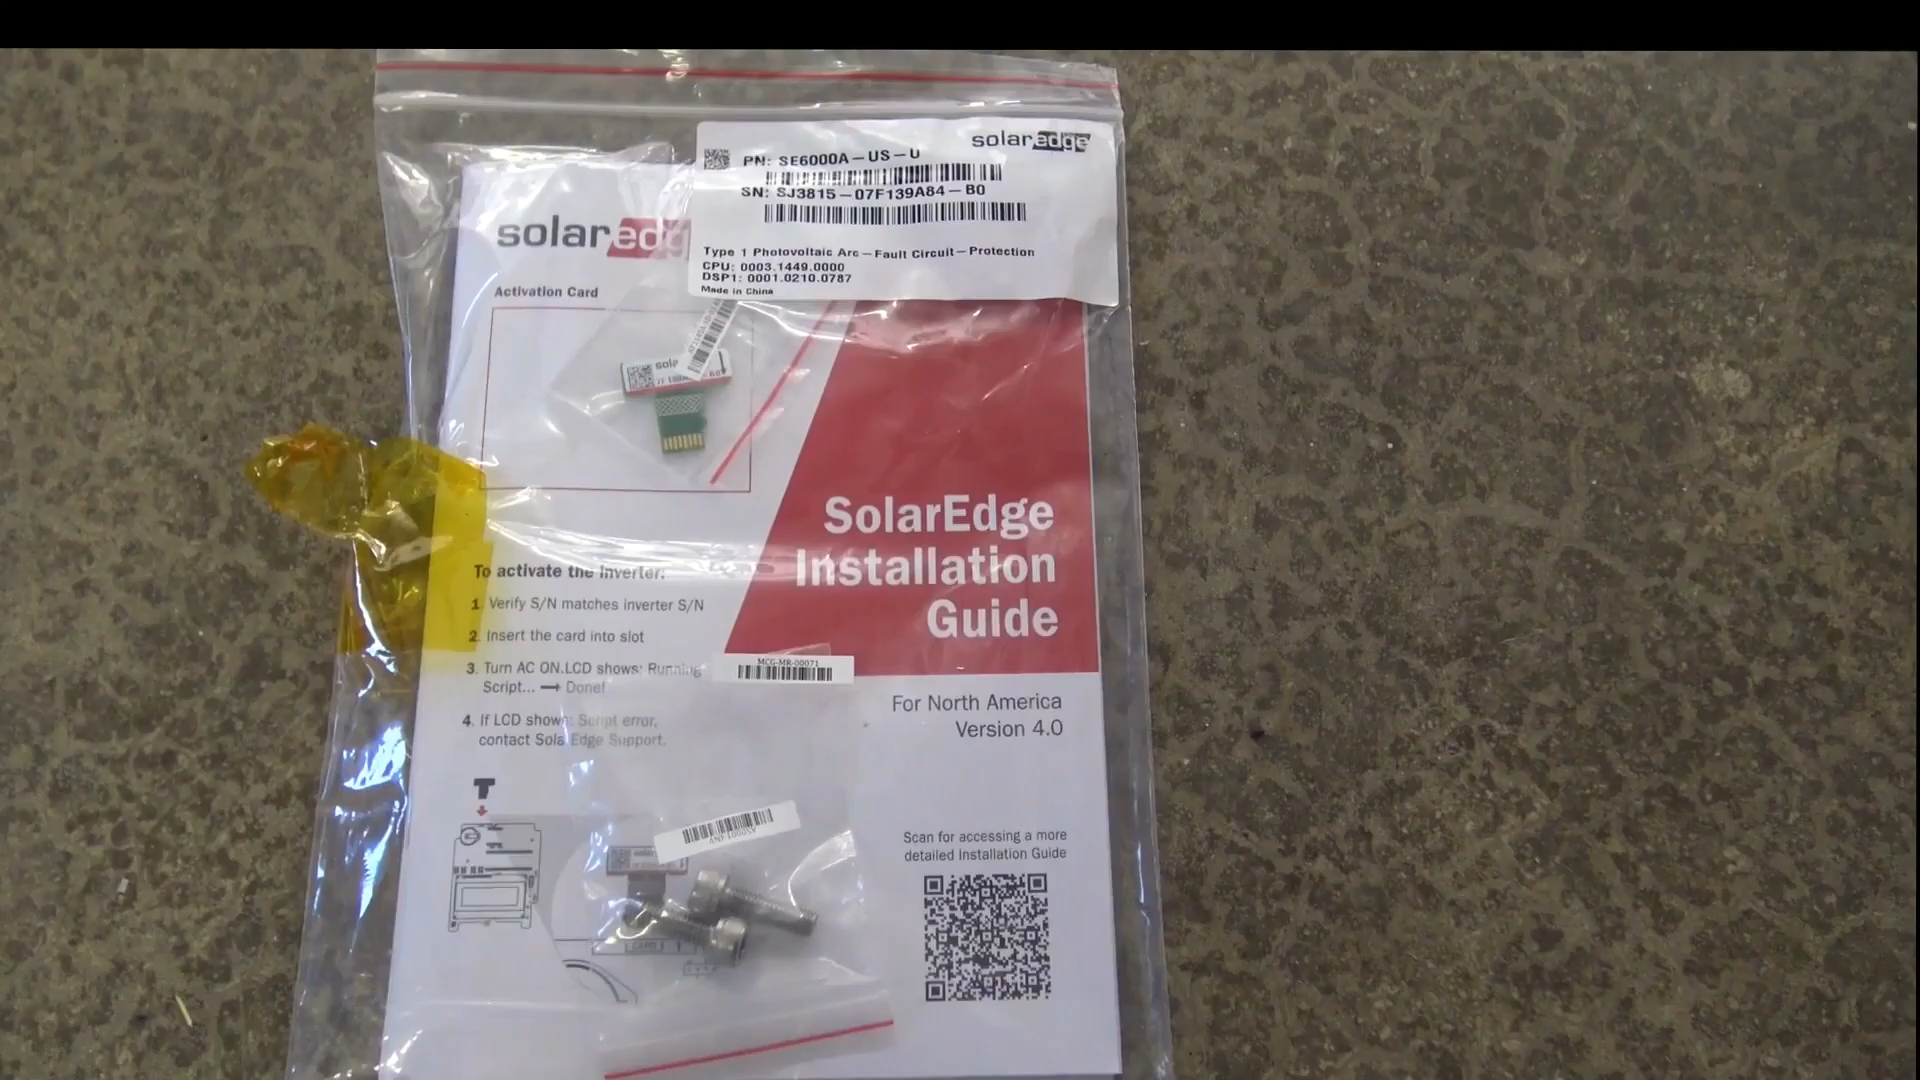 solaredge
PN: SE6000A-US-U
SN: SJ3815-07F139A84-B0
Type 1 Photovoltaic Arc-Fault Circuit-Protection
CPU: 0003.1449.0000
DSP1: 0001.0210.0787
Made in China
solaredg
Activation Card
sola
SolarEdge
Installation
Guide
For North America
Version 4.0
To activate the inverter:
1. Verify S/N matches inverter S/N
2. Insert the card into slot
3. Turn AC ON.LCD shows: Running
Script... → Done!
4. If LCD shows: Script error,
contact SolarEdge Support.
MCG-MR-00071
CARD
Scan for accessing a more
detailed Installation Guide